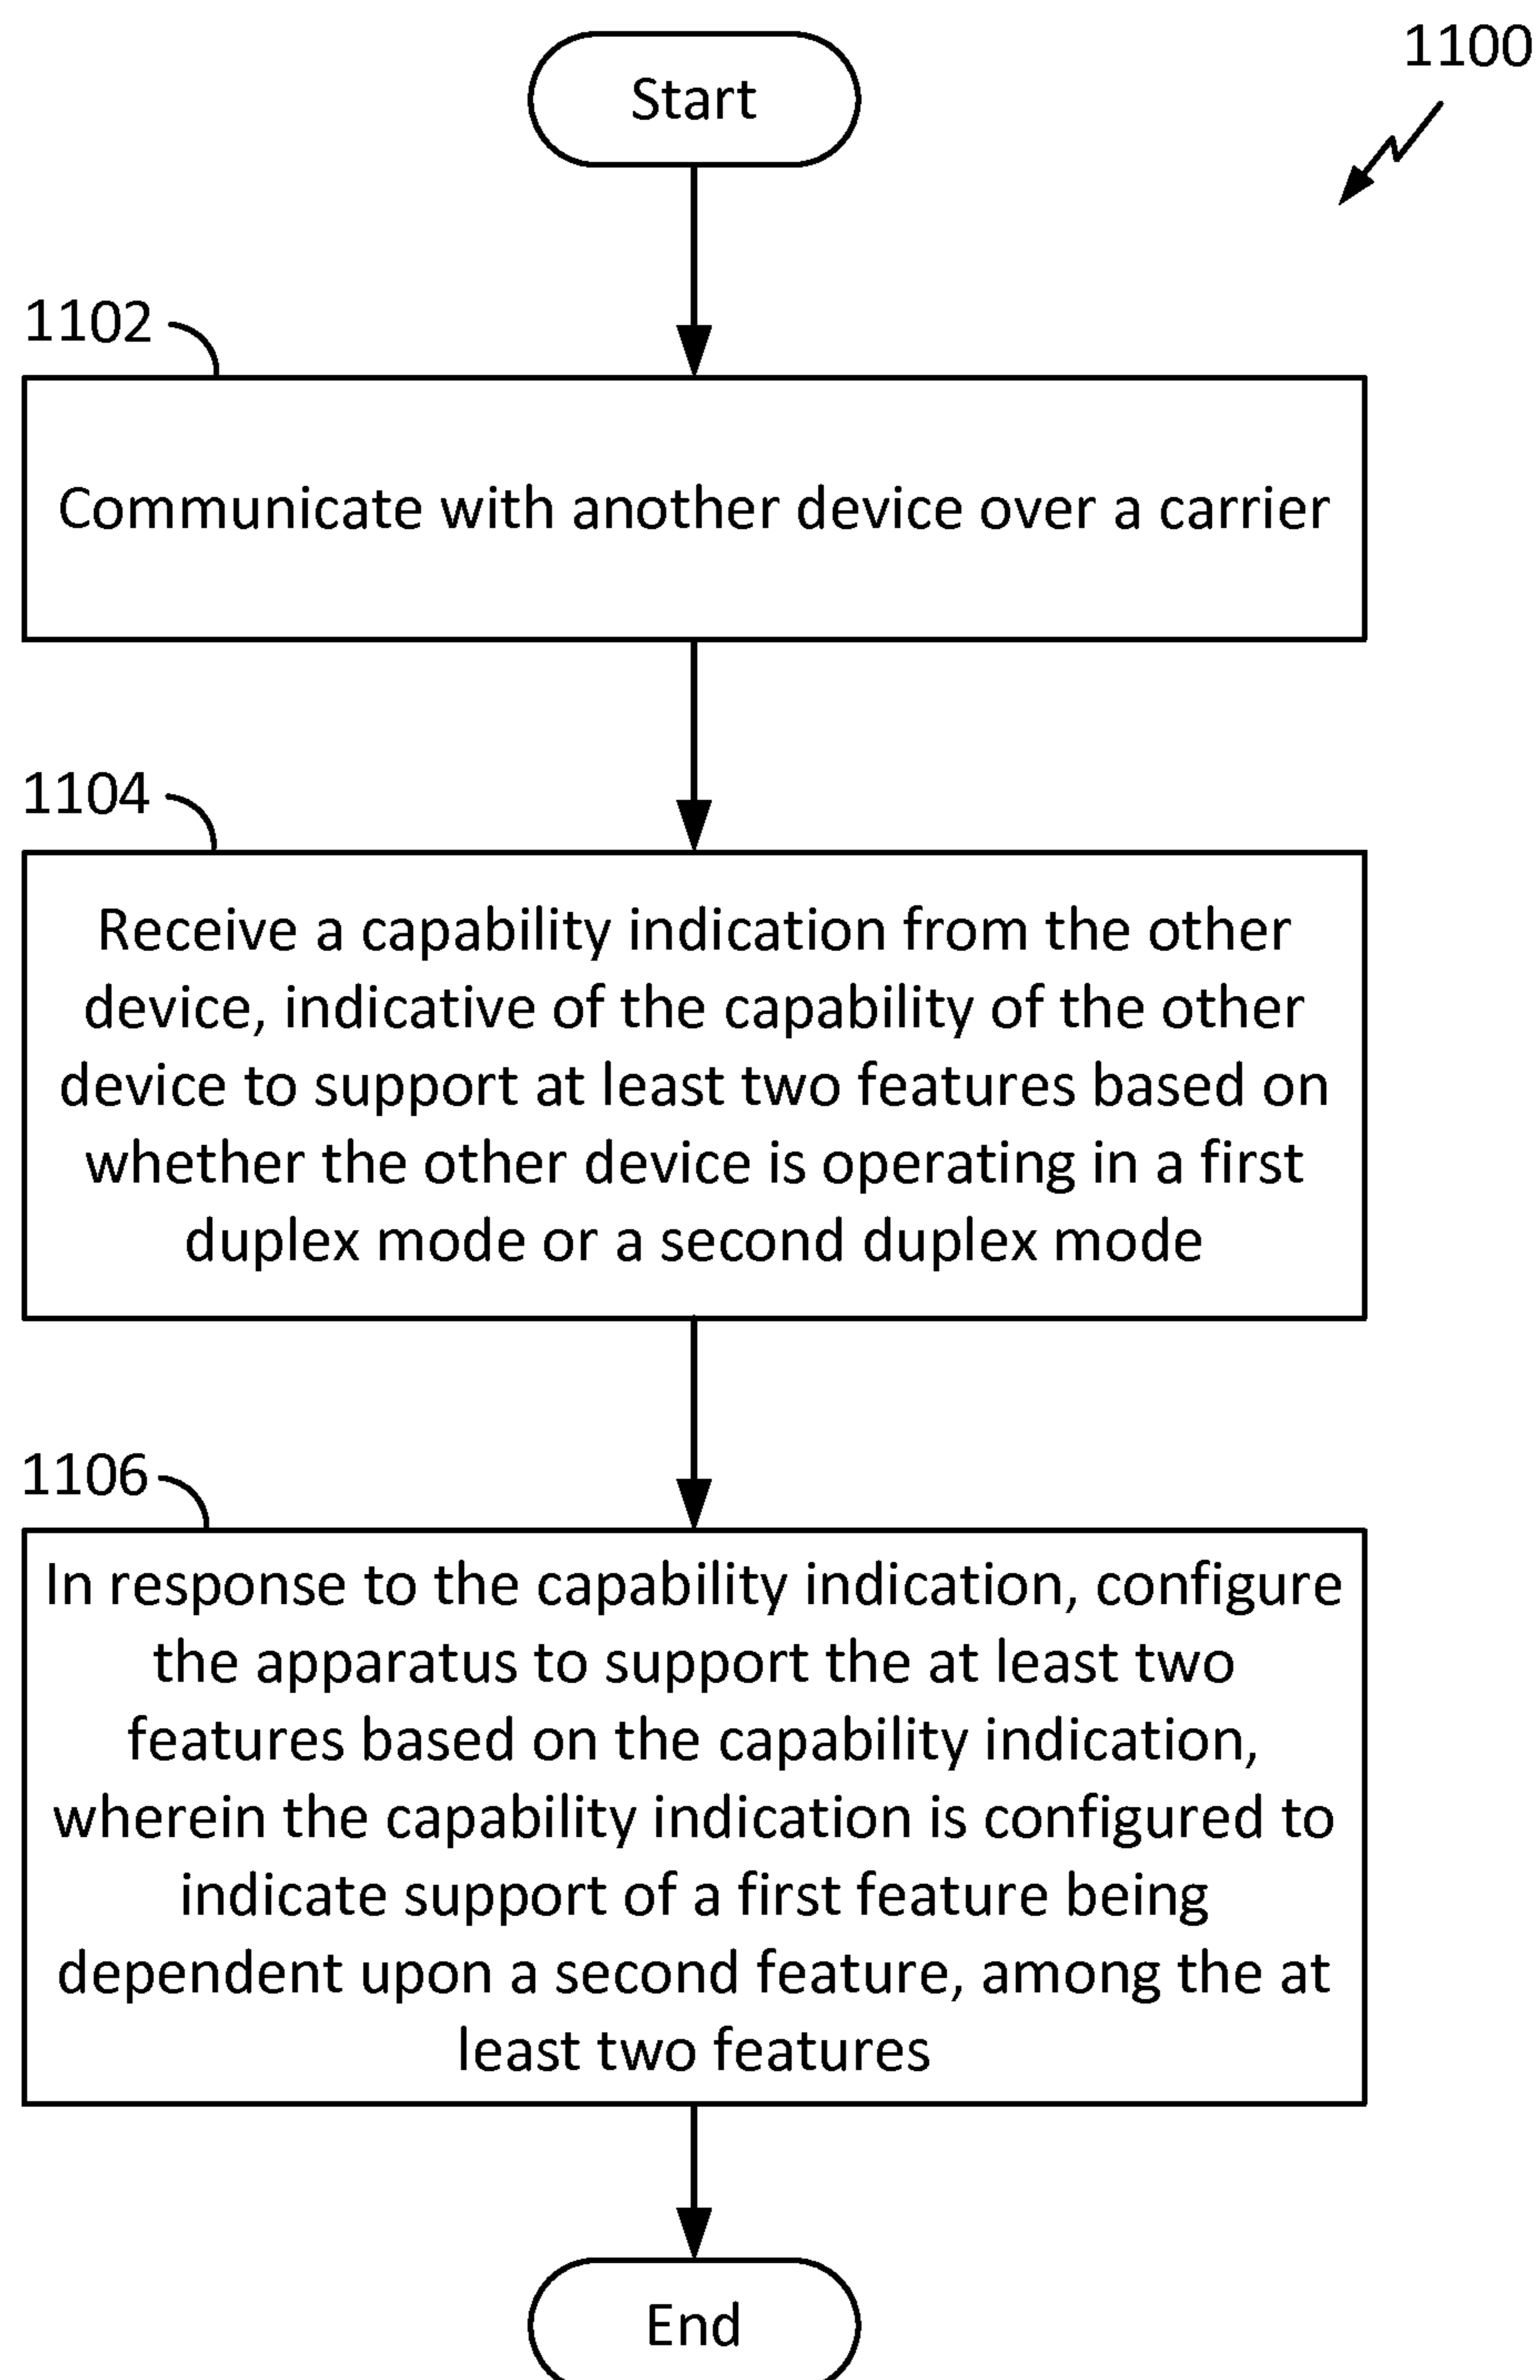 1100
Start
1102
Communicate with another device over a carrier
1104
Receive a capability indication from the other
device, indicative of the capability of the other
device to support at least two features based on
whether the other device is operating in a first
duplex mode or a second duplex mode
1106
In response to the capability indication, configure
the apparatus to support the at least two
features based on the capability indication,
wherein the capability indication is configured to
indicate support of a first feature being
dependent upon a second feature, among the at
least two features
End